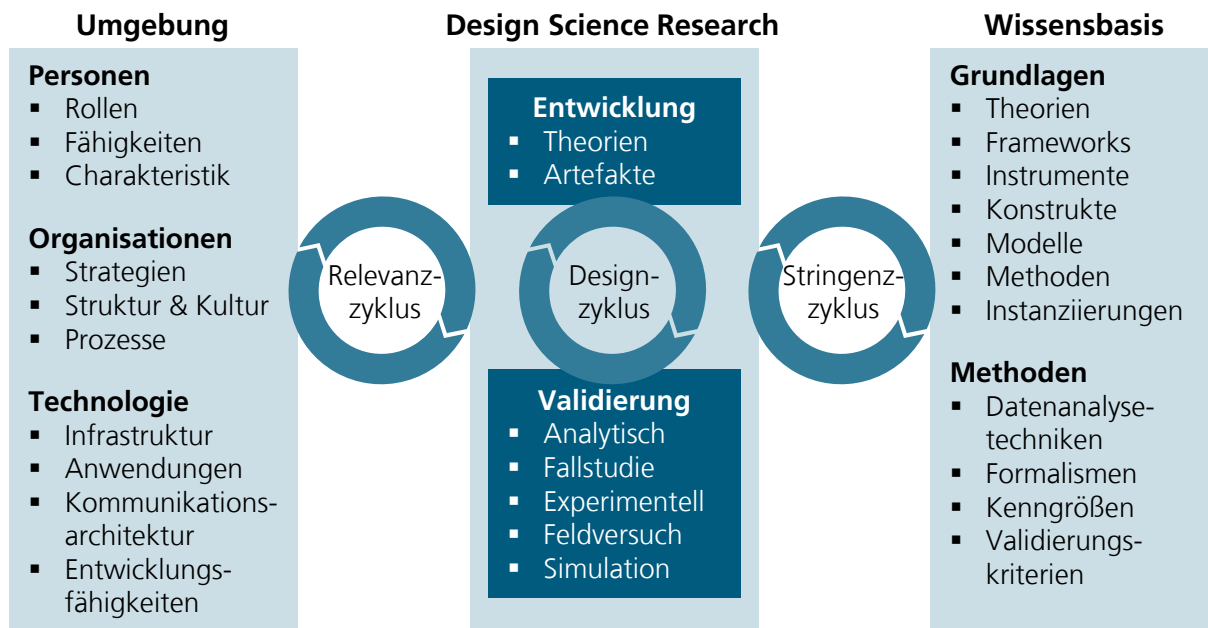 Umgebung
Personen
▪ Rollen
▪ Fähigkeiten
▪ Charakteristik
Organisationen
▪ Strategien
▪ Struktur & Kultur
▪ Prozesse
Technologie
▪ Infrastruktur
▪ Anwendungen
▪ Kommunikations-
architektur
▪ Entwicklungs-
fähigkeiten
Relevanz-
zyklus
Design Science Research
Entwicklung
▪ Theorien
▪ Artefakte
Design-
zyklus
Validierung
▪ Analytisch
▪ Fallstudie
▪ Experimentell
▪ Feldversuch
▪ Simulation
Stringenz-
zyklus
Wissensbasis
Grundlagen
▪ Theorien
▪ Frameworks
▪ Instrumente
▪ Konstrukte
▪ Modelle
▪ Methoden
▪ Instanziierungen
Methoden
▪ Datenanalyse-
techniken
▪ Formalismen
▪ Kenngrößen
▪ Validierungs-
kriterien